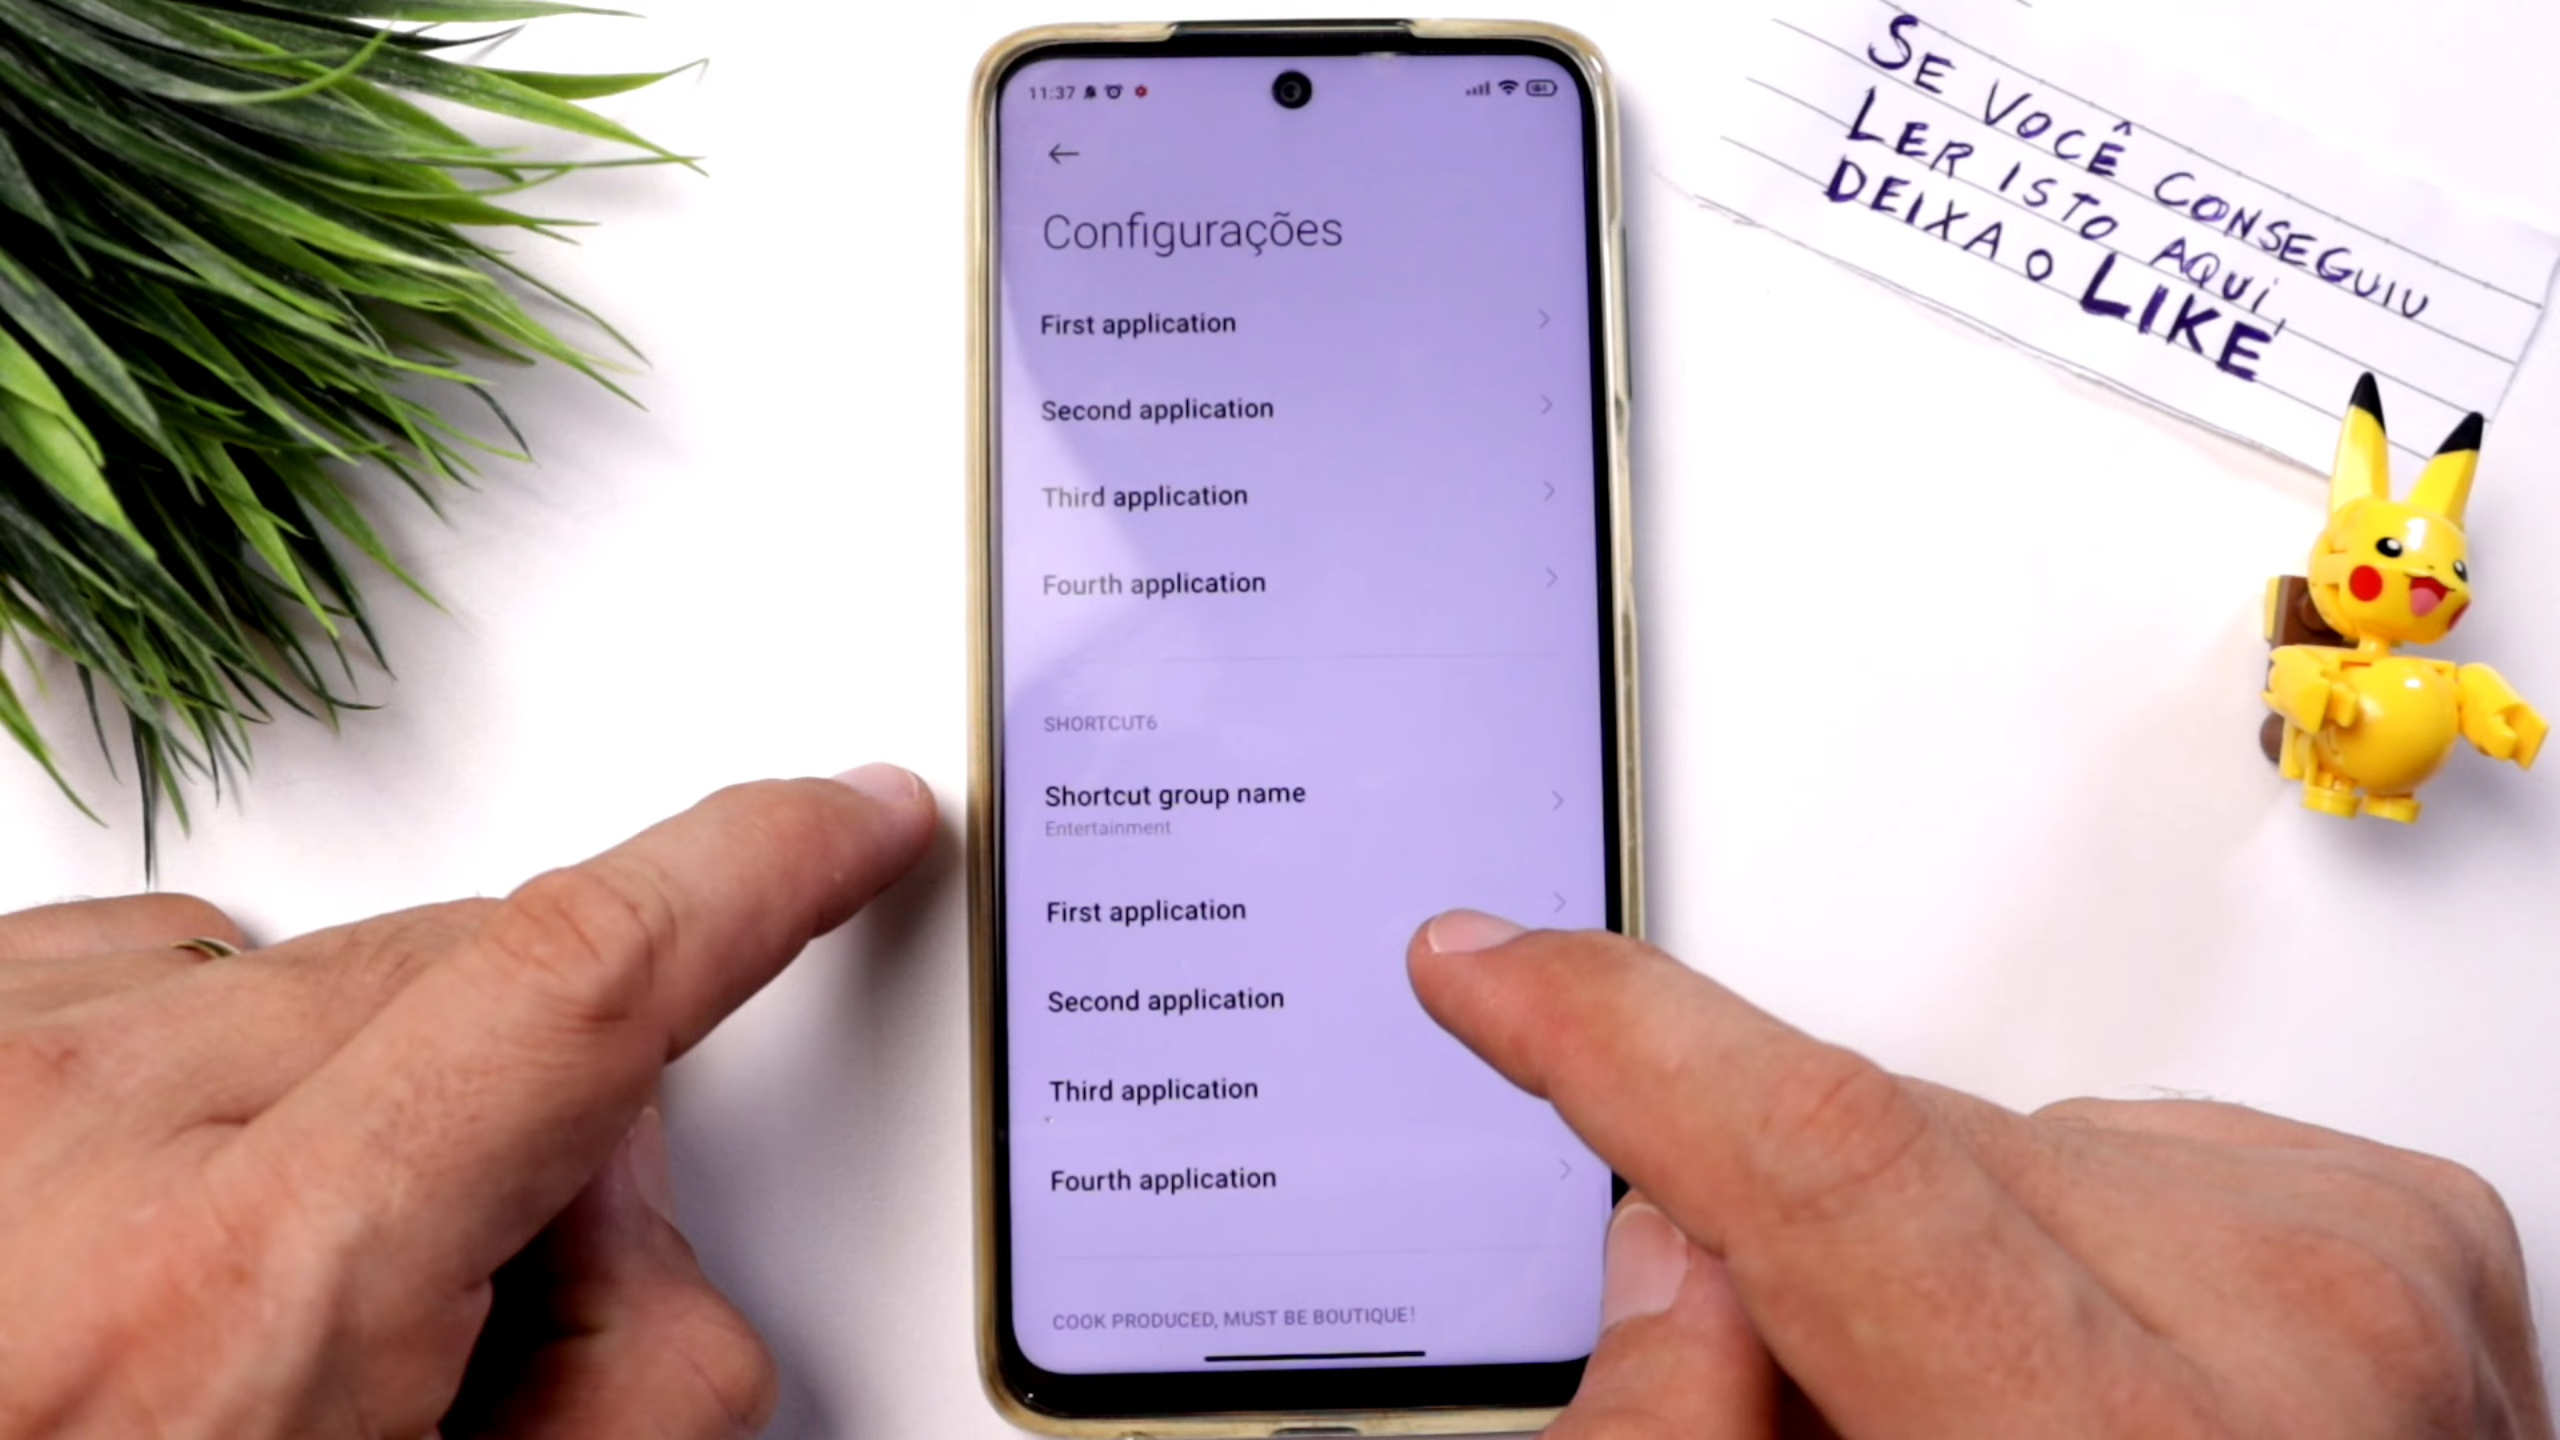 11:37
Configurações
First application
Second application
Third application
Fourth application
SHORTCUT6
Shortcut group name
Entertainment
First application
Second application
Third application
Fourth application
COOK PRODUCED, MUST BE BOUTIQUE!
SE VOCÊ CONSEGUIU
LER ISTO AQUI,
DEIXA O LIKE